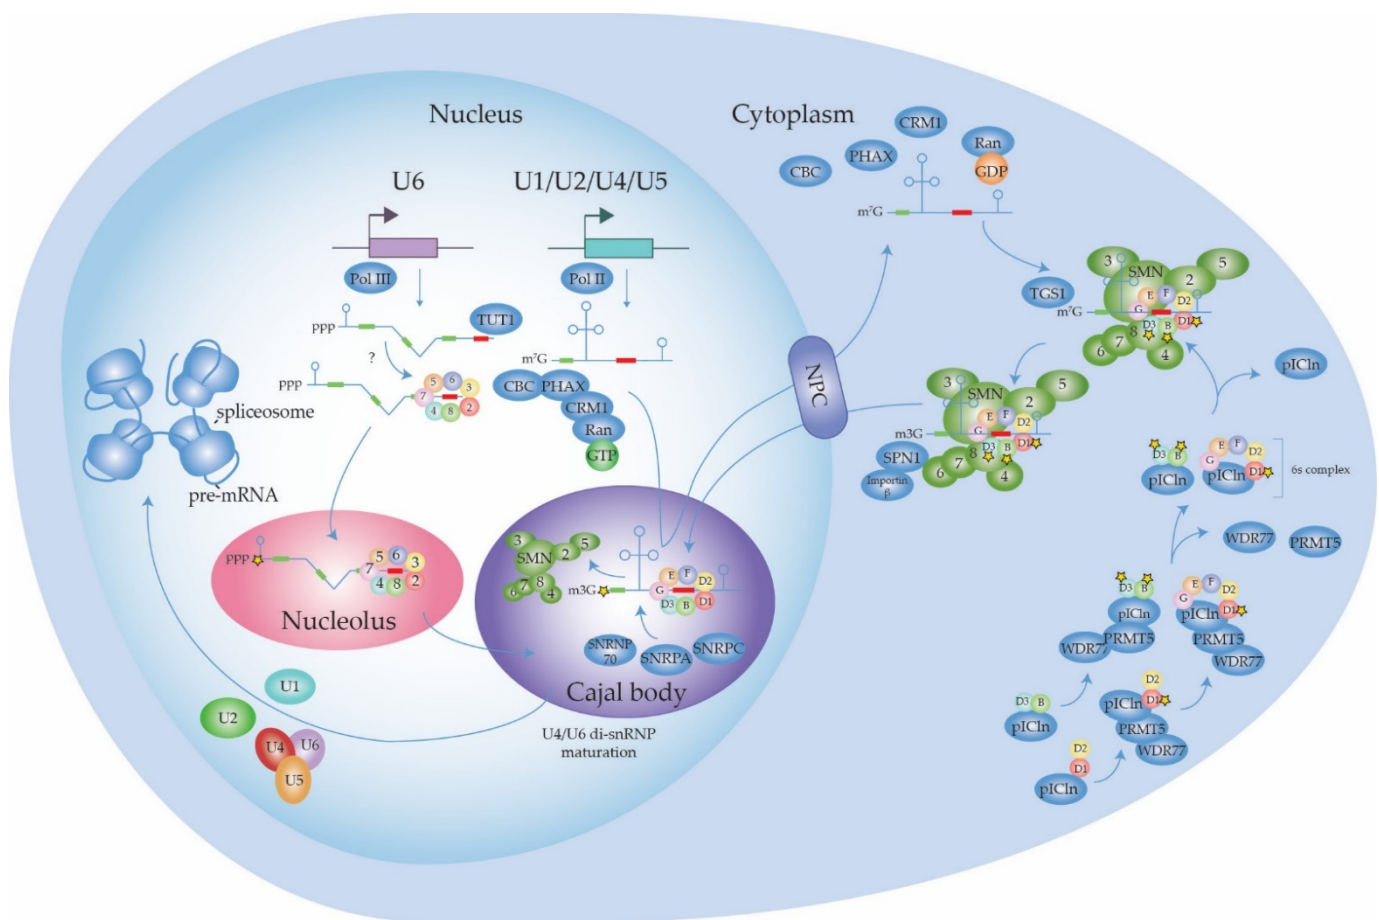 Nucleus
Cytoplasm
U6
U1/U2/U4/U5
Pol III
Pol II
PPP
TUT1
?
m⁷G
PPP
5
6
3
7
4
8
2
CBC
PHAX
CRM1
Ran
GTP
spliceosome
pre-mRNA
PPP
5
6
3
7
4
8
2
Nucleolus
3
SMN
2
5
6
7
8
4
m3G
E
F
D2
G
D3
B
D1
SNRNP
70
SNRPA
SNRPC
Cajal body
U4/U6 di-snRNP
maturation
U1
U2
U4
U6
U5
NPC
CBC
PHAX
CRM1
Ran
GDP
m⁷G
TGS1
3
SMN
2
5
m⁷G
E
F
D2
G
D3
B
D1
8
7
6
4
3
SMN
2
5
m3G
E
F
D2
G
D3
B
D1
8
7
6
4
SPN1
Importin
β
pICln
D3
B
pICln
E
F
D2
G
D1
pICln
6s complex
WDR77
PRMT5
D3
B
pICln
PRMT5
WDR77
E
F
D2
G
D1
pICln
PRMT5
WDR77
D3
B
pICln
D2
D1
pICln
PRMT5
WDR77
D2
D1
pICln